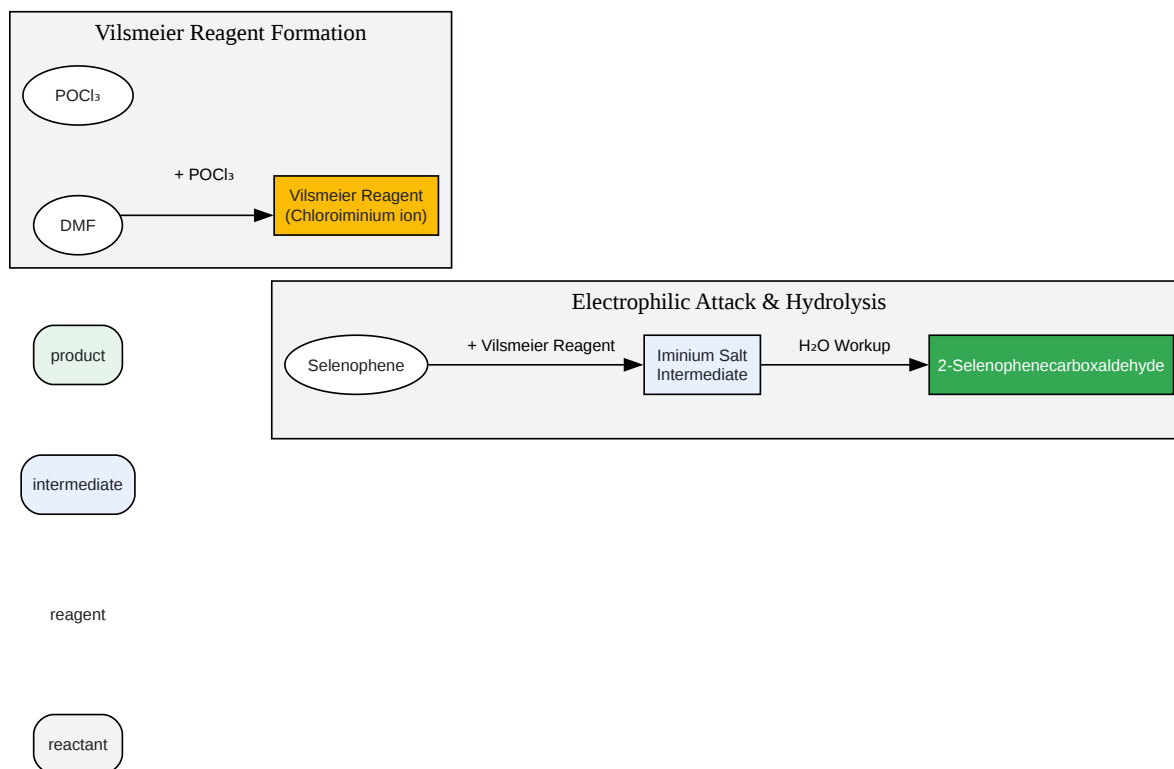 Vilsmeier Reagent Formation
POCl₃
+ POCl₃
DMF
Vilsmeier Reagent
(Chloroiminium ion)
Electrophilic Attack & Hydrolysis
Selenophene
+ Vilsmeier Reagent
Iminium Salt
Intermediate
H₂O Workup
2-Selenophenecarboxaldehyde
product
intermediate
reagent
reactant